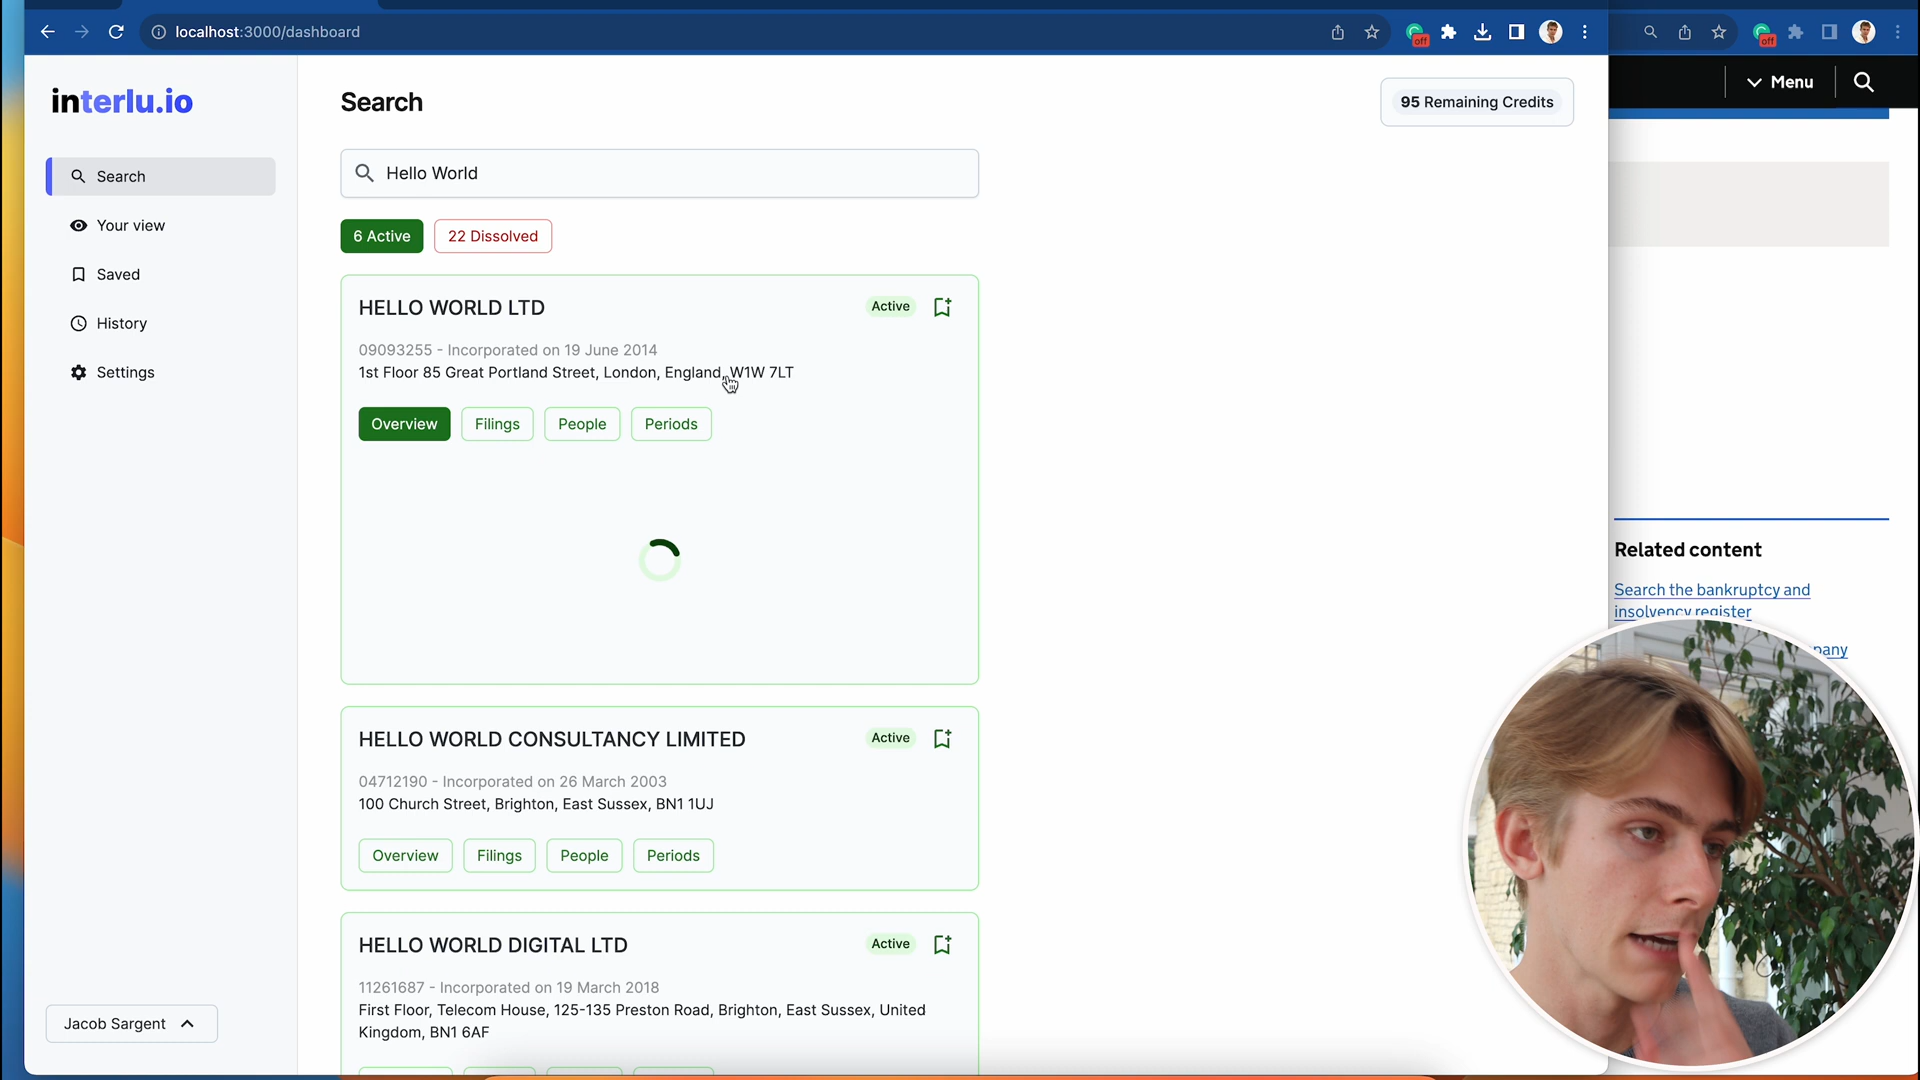 localhost:3000/dashboard
off
off
Menu
interlu.io
Search
Your view
Saved
History
Settings
Jacob Sargent
Search
95 Remaining Credits
Hello World
6 Active
22 Dissolved
HELLO WORLD LTD
Active
09093255 - Incorporated on 19 June 2014
1st Floor 85 Great Portland Street, London, England, W1W 7LT
Overview
Filings
People
Periods
HELLO WORLD CONSULTANCY LIMITED
Active
04712190 - Incorporated on 26 March 2003
100 Church Street, Brighton, East Sussex, BN1 1UJ
Overview
Filings
People
Periods
HELLO WORLD DIGITAL LTD
Active
11261687 - Incorporated on 19 March 2018
First Floor, Telecom House, 125-135 Preston Road, Brighton, East Sussex, United
Kingdom, BN1 6AF
Related content
Search the bankruptcy and
insolvency register